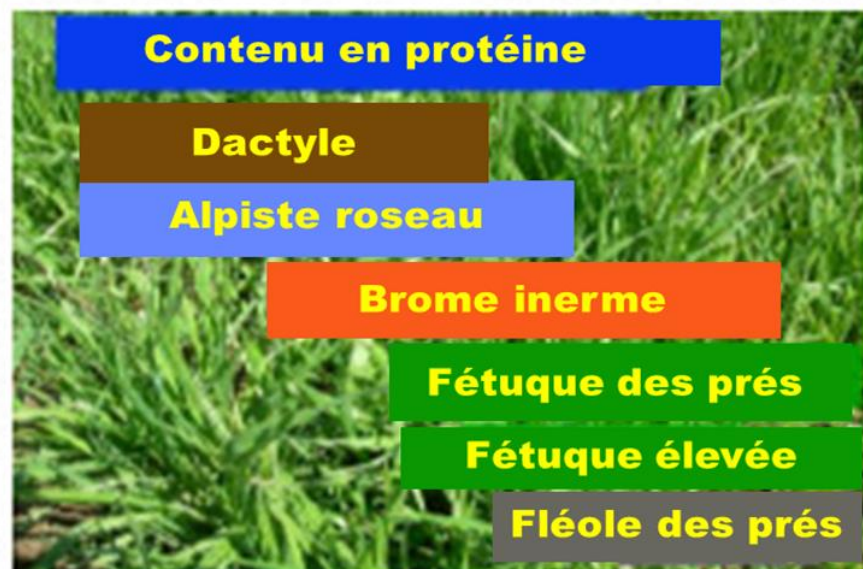 Contenu en protéine
Dactyle
Alpiste roseau
Brome inerme
Fétuque des prés
Fétuque élevée
Fléole des prés